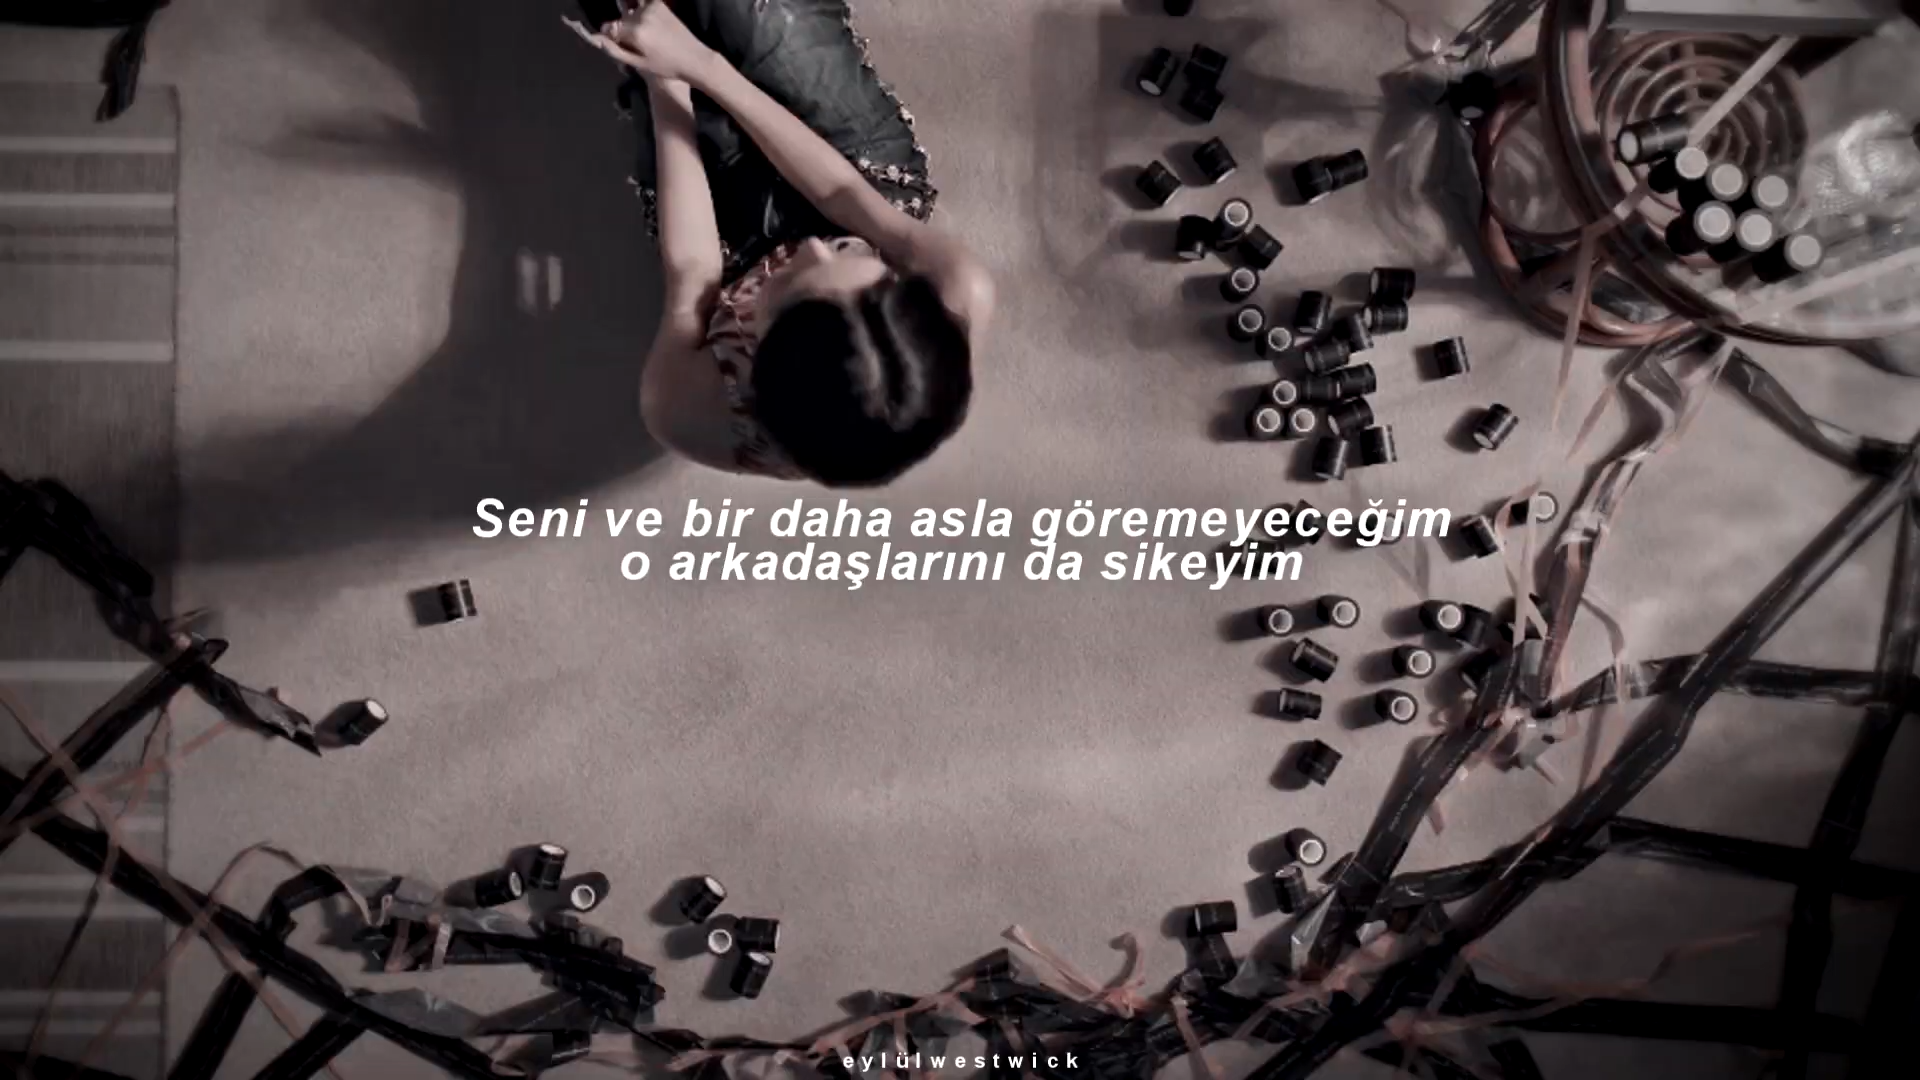 Seni ve bir daha asla göremeyeceğim
o arkadaşlarını da sikeyim
eylülwestwick